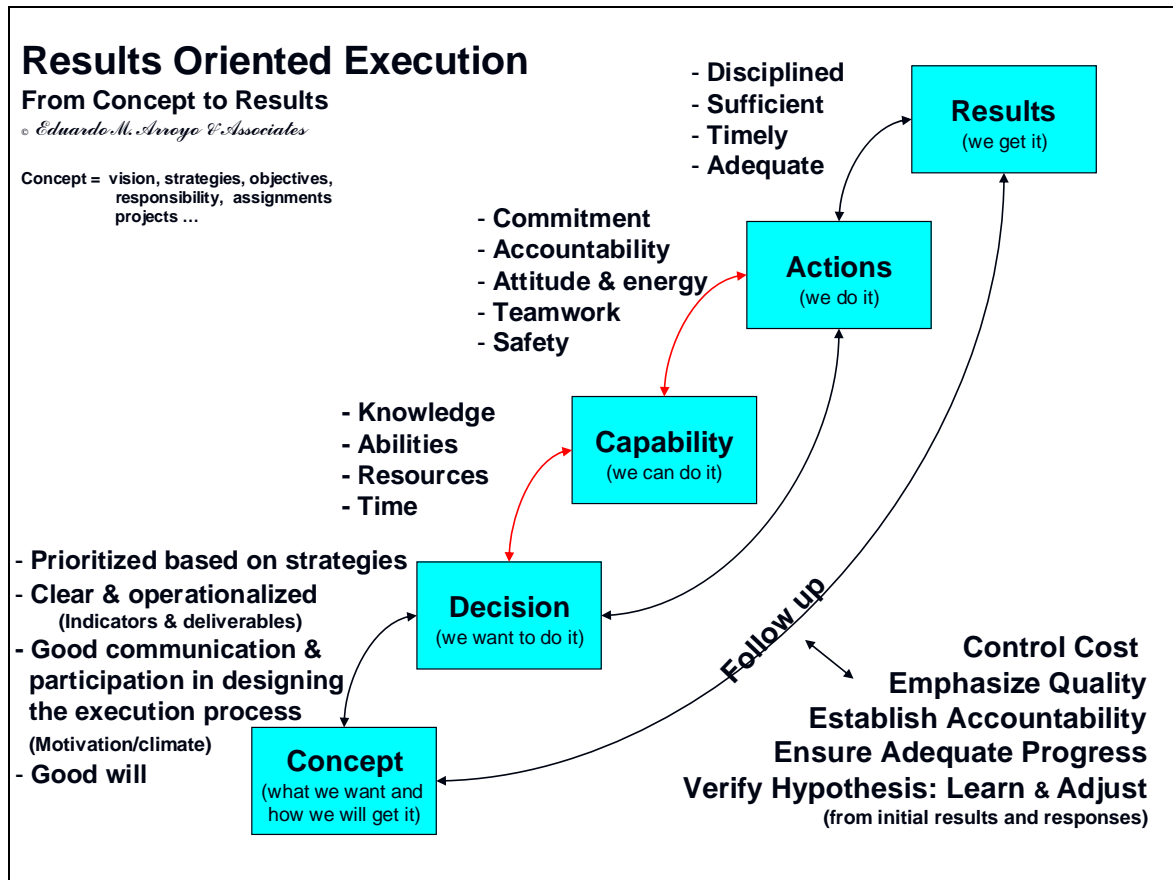 Results Oriented Execution
From Concept to Results
© Eduardo M. Arroyo & Associates
Concept = vision, strategies, objectives,
responsibility, assignments
projects ...
- Disciplined
- Sufficient
- Timely
- Adequate
Results
(we get it)
- Commitment
- Accountability
- Attitude & energy
- Teamwork
- Safety
Actions
(we do it)
- Knowledge
- Abilities
- Resources
- Time
Capability
(we can do it)
- Prioritized based on strategies
- Clear & operationalized
(Indicators & deliverables)
- Good communication &
participation in designing
the execution process
(Motivation/climate)
- Good will
Decision
(we want to do it)
Concept
(what we want and
how we will get it)
Follow up
Control Cost
Emphasize Quality
Establish Accountability
Ensure Adequate Progress
Verify Hypothesis: Learn & Adjust
(from initial results and responses)